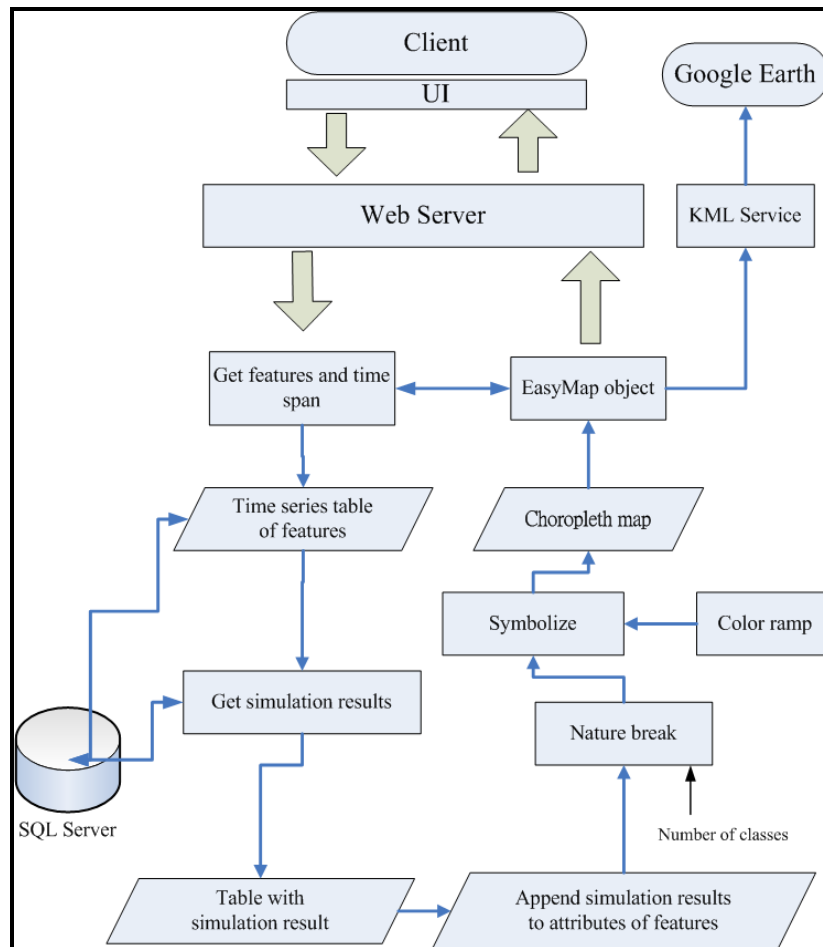 Client
Google Earth
UI
Web Server
KML Service
Get features and time
span
EasyMap object
Time series table
of features
Choropleth map
Symbolize
Color ramp
Get simulation results
Nature break
SQL Server
Number of classes
Table with
simulation result
Append simulation results
to attributes of features